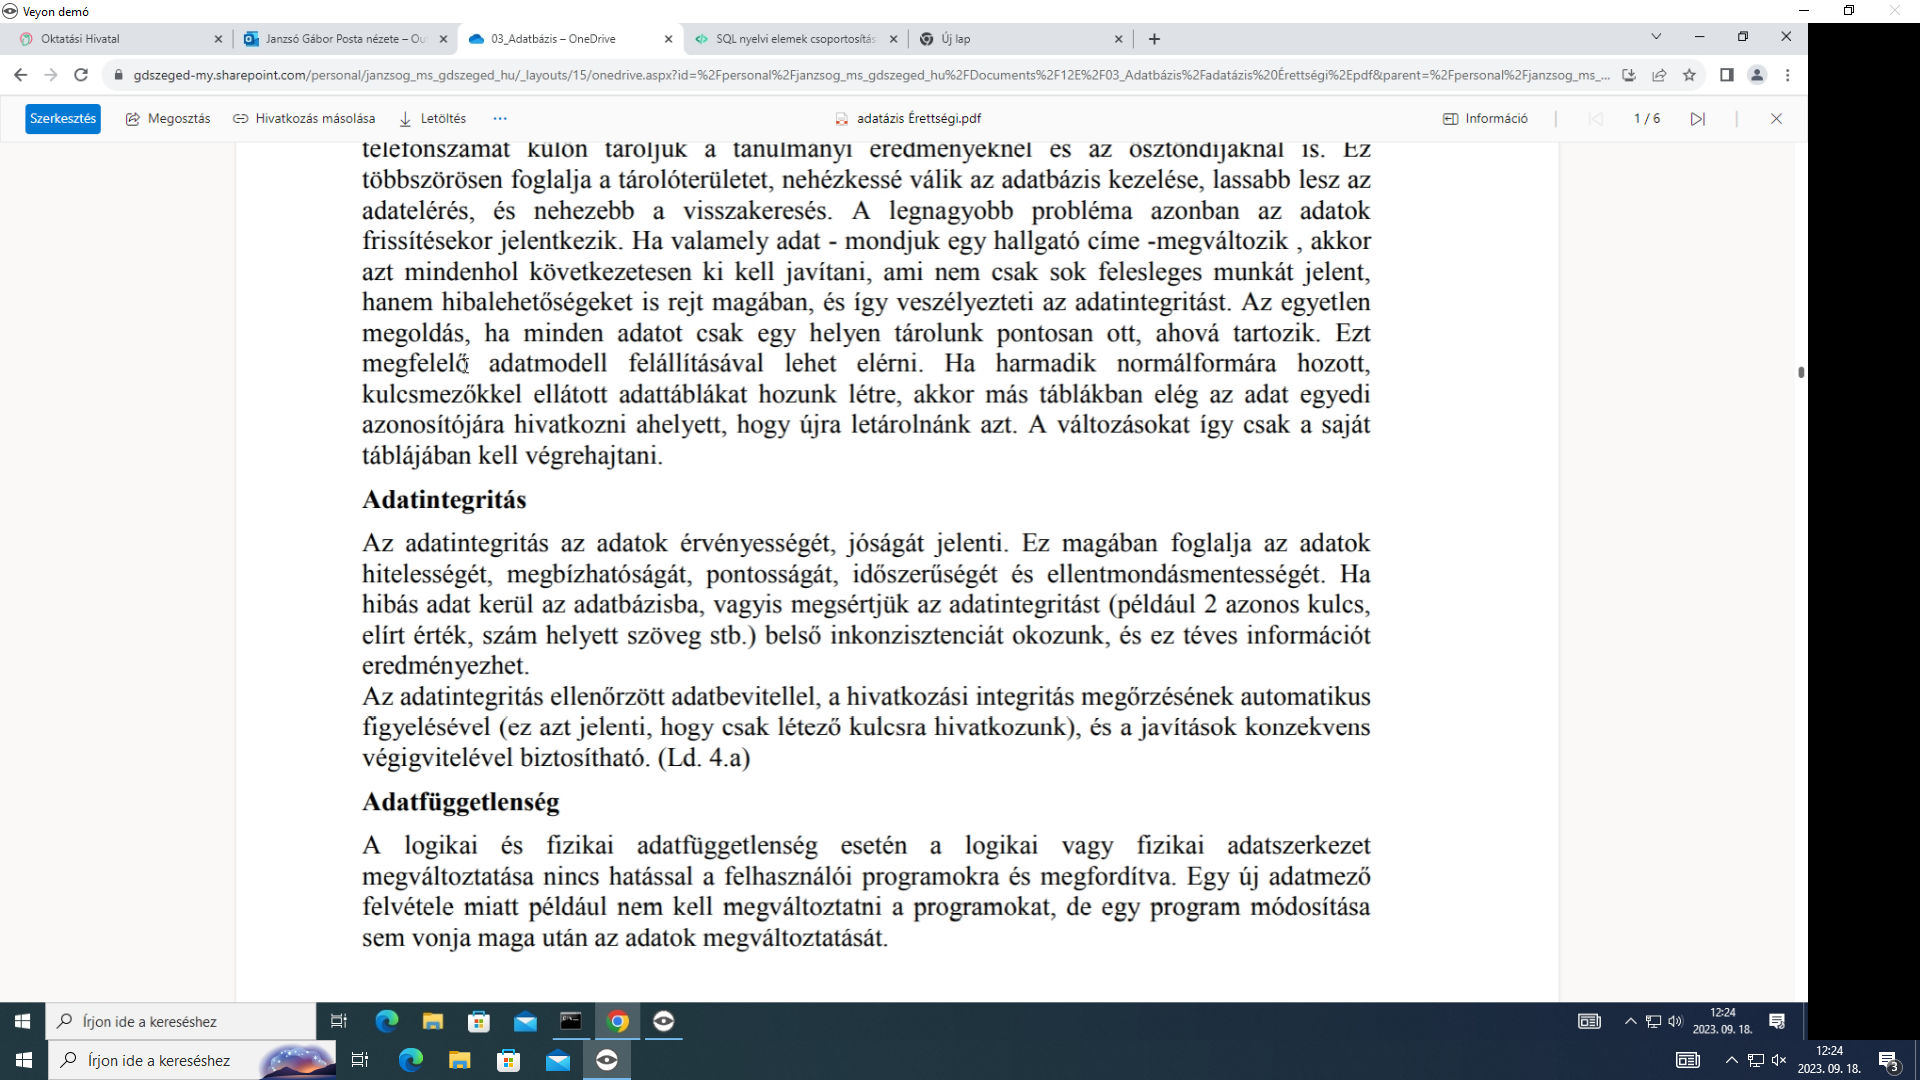 Veyon demó
Oktatási Hivatal
Janzsó Gábor Posta nézete – Ou
03_Adatbázis – OneDrive
SQL nyelvi elemek csoportosítás
Új lap
gdszeged-my.sharepoint.com/personal/janzsog_ms_gdszeged_hu/_layouts/15/onedrive.aspx?id=%2Fpersonal%2Fjanzsog_ms_gdszeged_hu%2FDocuments%2F12E%2F03_Adatbázis%2Fadatázis%20Érettségi%2Epdf&parent=%2Fpersonal%2Fjanzsog_ms_...
Szerkesztés Megosztás Hivatkozás másolása Letöltés ... adatázis Érettségi.pdf Információ 1 / 6
telefonszámát külön tároljuk a tanulmányi eredményeknél és az ösztöndíjaknál is. Ez
többszörösen foglalja a tárolóterületet, nehézkessé válik az adatbázis kezelése, lassabb lesz az
adatelérés, és nehezebb a visszakeresés. A legnagyobb probléma azonban az adatok
frissítésekor jelentkezik. Ha valamely adat - mondjuk egy hallgató címe -megváltozik , akkor
azt mindenhol következetesen ki kell javítani, ami nem csak sok felesleges munkát jelent,
hanem hibalehetőségeket is rejt magában, és így veszélyezteti az adatintegritást. Az egyetlen
megoldás, ha minden adatot csak egy helyen tárolunk pontosan ott, ahová tartozik. Ezt
megfelelő adatmodell felállításával lehet elérni. Ha harmadik normálformára hozott,
kulcsmezőkkel ellátott adattáblákat hozunk létre, akkor más táblákban elég az adat egyedi
azonosítójára hivatkozni ahelyett, hogy újra letárolnánk azt. A változásokat így csak a saját
táblájában kell végrehajtani.
Adatintegritás
Az adatintegritás az adatok érvényességét, jóságát jelenti. Ez magában foglalja az adatok
hitelességét, megbízhatóságát, pontosságát, időszerűségét és ellentmondásmentességét. Ha
hibás adat kerül az adatbázisba, vagyis megsértjük az adatintegritást (például 2 azonos kulcs,
elírt érték, szám helyett szöveg stb.) belső inkonzisztenciát okozunk, és ez téves információt
eredményezhet.
Az adatintegritás ellenőrzött adatbevitellel, a hivatkozási integritás megőrzésének automatikus
figyelésével (ez azt jelenti, hogy csak létező kulcsra hivatkozunk), és a javítások konzekvens
végigvitelével biztosítható. (Ld. 4.a)
Adatfüggetlenség
A logikai és fizikai adatfüggetlenség esetén a logikai vagy fizikai adatszerkezet
megváltoztatása nincs hatással a felhasználói programokra és megfordítva. Egy új adatmező
felvétele miatt például nem kell megváltoztatni a programokat, de egy program módosítása
sem vonja maga után az adatok megváltoztatását.
Írjon ide a kereséshez
12:24
2023. 09. 18.
Írjon ide a kereséshez
12:24
2023. 09. 18.
3